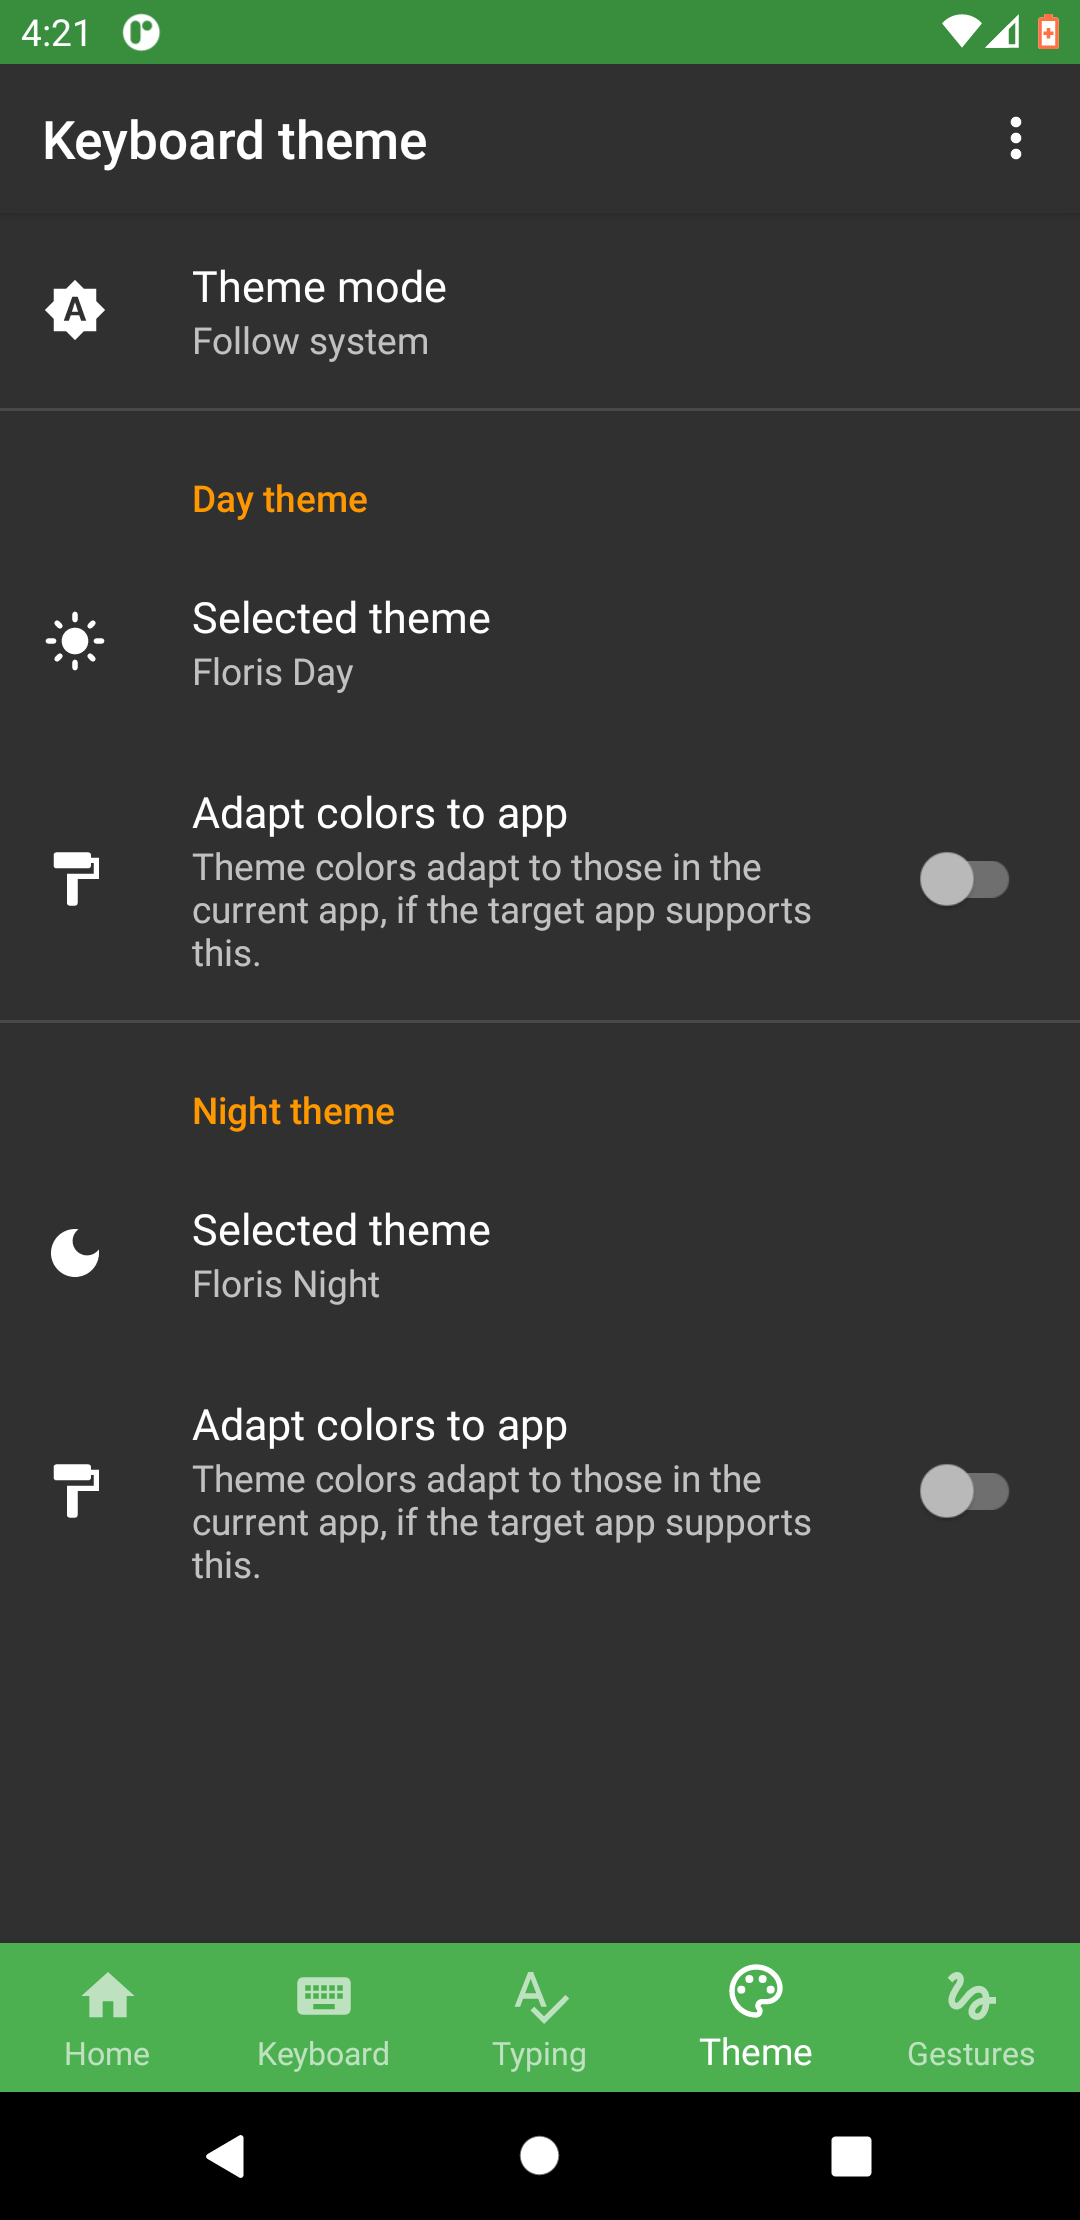 4:21
Keyboard theme
Theme mode
Follow system
Day theme
Selected theme
Floris Day
Adapt colors to app
Theme colors adapt to those in the
current app, if the target app supports
this.
Night theme
Selected theme
Floris Night
Adapt colors to app
Theme colors adapt to those in the
current app, if the target app supports
this.
Home
Keyboard
Typing
Theme
Gestures